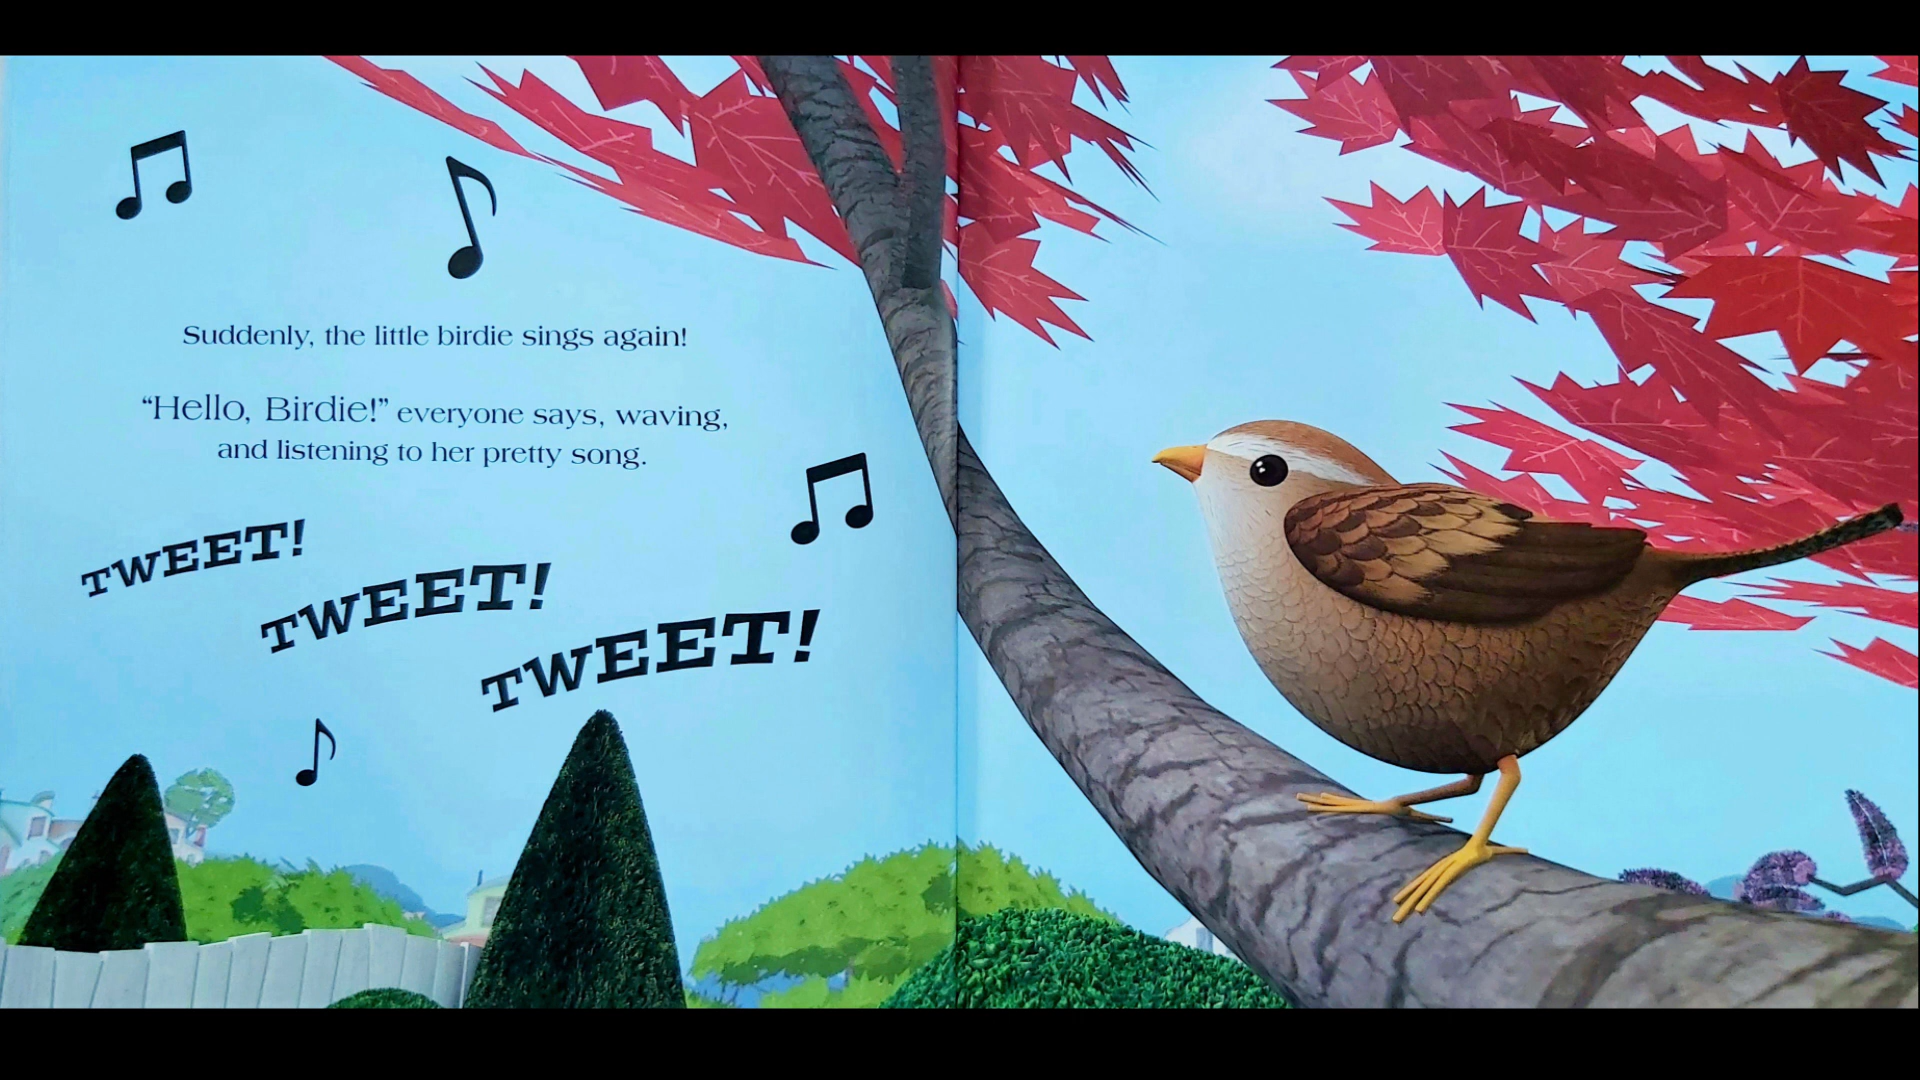 Suddenly, the little birdie sings again!
“Hello, Birdie!” everyone says, waving,
and listening to her pretty song.
TWEET!
TWEET!
TWEET!